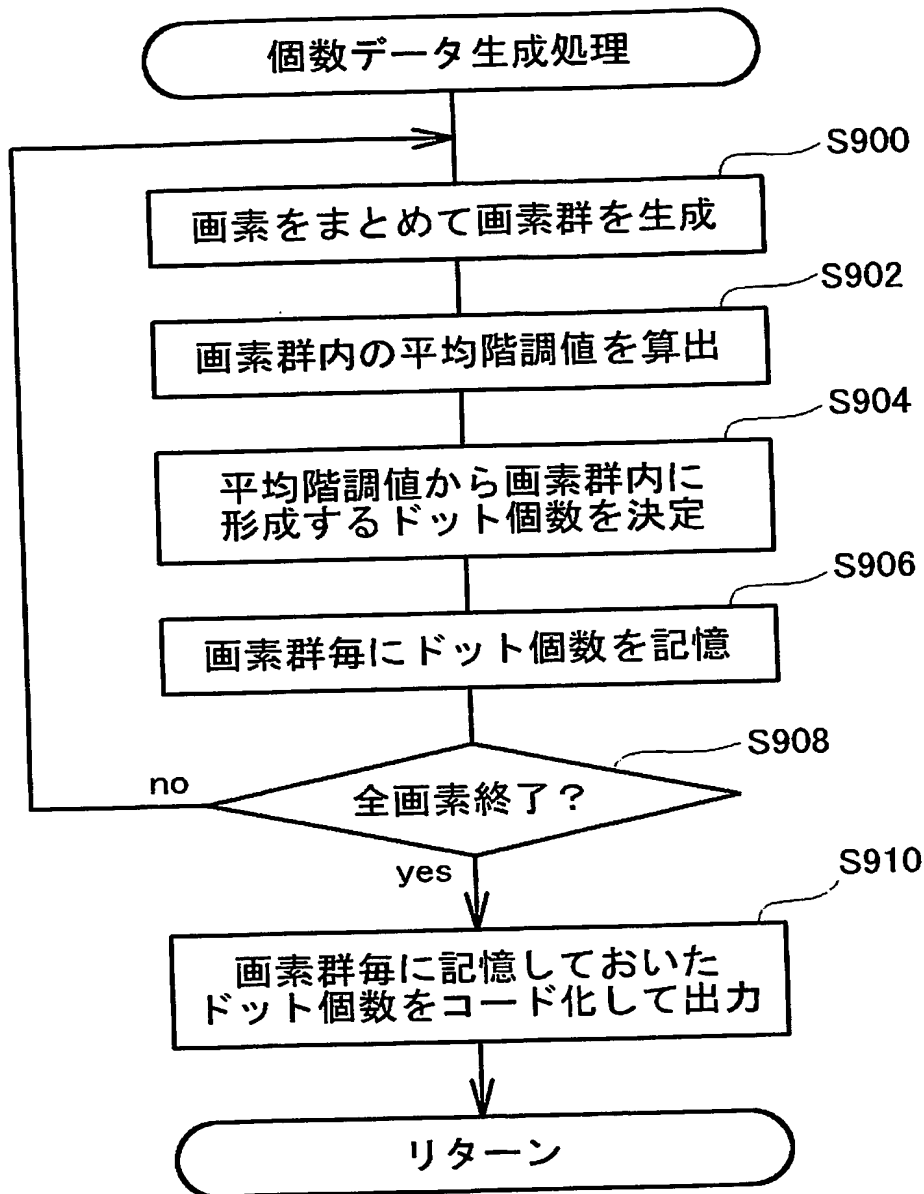 個数データ生成処理
S900
画素をまとめて画素群を生成
S902
画素群内の平均階調値を算出
S904
平均階調値から画素群内に
形成するドット個数を決定
S906
画素群毎にドット個数を記憶
S908
no
全画素終了？
yes
S910
画素群毎に記憶しておいた
ドット個数をコード化して出力
リターン